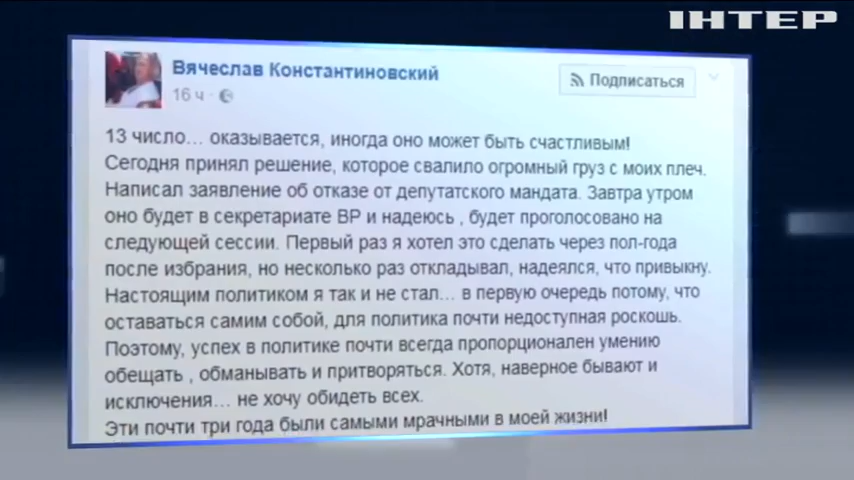 ІНТЕР
Вячеслав Константиновский
Подписаться
16 ч ·
13 число... оказывается, иногда оно может быть счастливым!
Сегодня принял решение, которое свалило огромный груз с моих плеч.
Написал заявление об отказе от депутатского мандата. Завтра утром
оно будет в секретариате ВР и надеюсь , будет проголосовано на
следующей сессии. Первый раз я хотел это сделать через пол-года
после избрания, но несколько раз откладывал, надеялся, что привыкну.
Настоящим политиком я так и не стал... в первую очередь потому, что
оставаться самим собой, для политика почти недоступная роскошь.
Поэтому, успех в политике почти всегда пропорционален умению
обещать , обманывать и притворяться. Хотя, наверное бывают и
исключения... не хочу обидеть всех.
Эти почти три года были самыми мрачными в моей жизни!